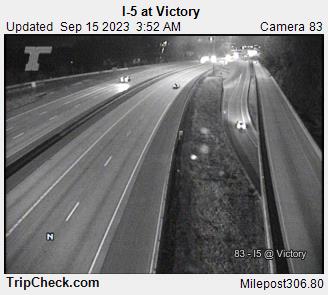 I-5 at Victory
Updated Sep 15 2023 3:52 AM Camera 83
T
N
83 - I5 @ Victory
TripCheck.com Milepost306.80